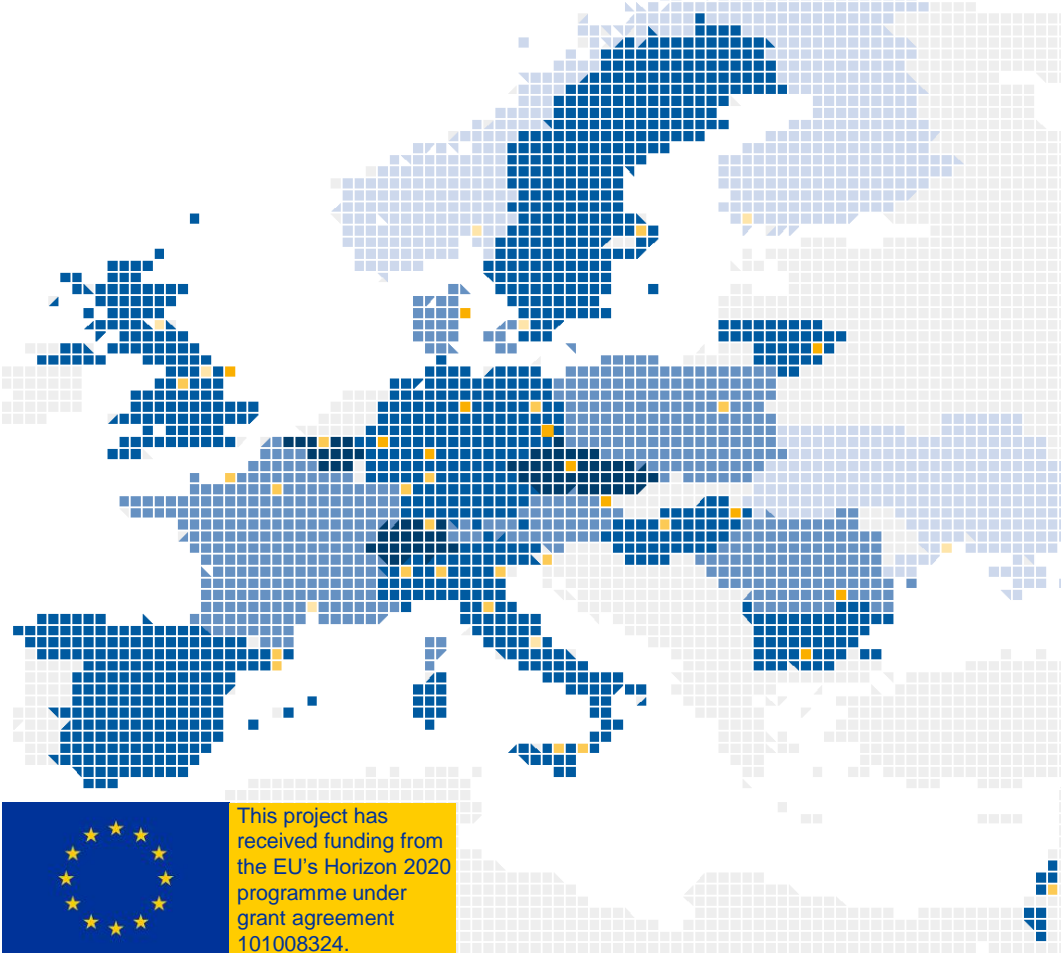 This project has
received funding from
the EU's Horizon 2020
programme under
grant agreement
101008324.